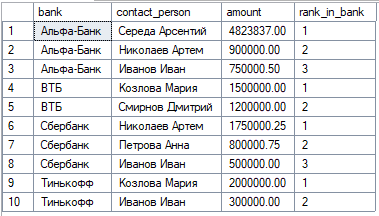 bank contact_person amount rank_in_bank
1 Альфа-Банк Середа Арсентий 4823837.00 1
2 Альфа-Банк Николаев Артем 900000.00 2
3 Альфа-Банк Иванов Иван 750000.50 3
4 ВТБ Козлова Мария 1500000.00 1
5 ВТБ Смирнов Дмитрий 1200000.00 2
6 Сбербанк Николаев Артем 1750000.25 1
7 Сбербанк Петрова Анна 800000.75 2
8 Сбербанк Иванов Иван 500000.00 3
9 Тинькофф Козлова Мария 2000000.00 1
10 Тинькофф Иванов Иван 300000.00 2